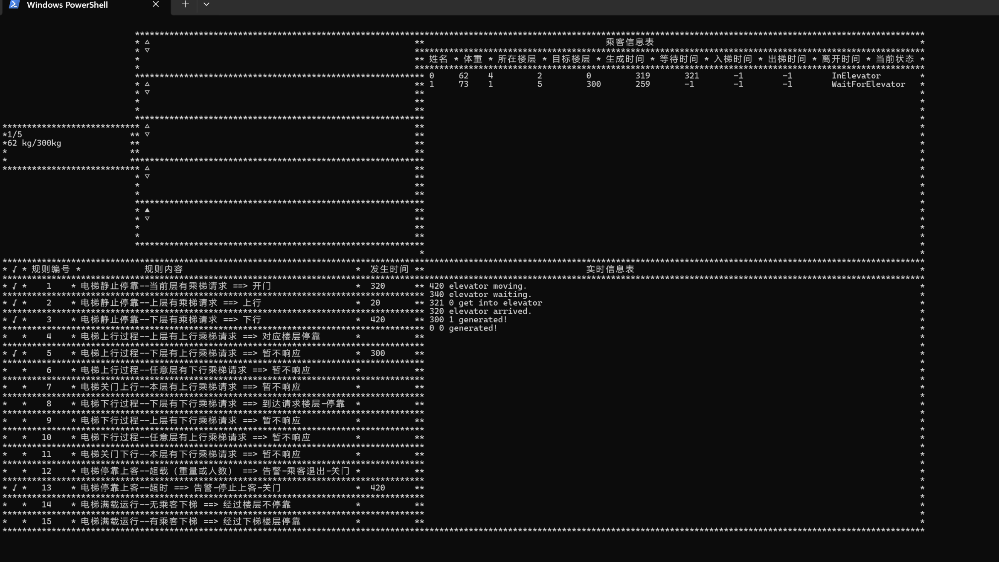 Windows PowerShell
△
▽
乘客信息表
姓名 * 体重 * 所在楼层 * 目标楼层 * 生成时间 * 等待时间 * 入梯时间 * 出梯时间 * 离开时间 * 当前状态 *
0 62 4 2 0 319 321 -1 -1 InElevator
△
1 73 1 5 300 259 -1 -1 -1 WaitForElevator
▽
△
*1/5
▽
*62 kg/300kg
△
▽
▲
▽
* √ * 规则编号 * 规则内容 * 发生时间 **
* √ * 1 * 电梯静止停靠--当前层有乘梯请求 ==> 开门 * 320 **
* √ * 2 * 电梯静止停靠--上层有乘梯请求 ==> 上行 * 20 **
* √ * 3 * 电梯静止停靠--下层有乘梯请求 ==> 下行 * 420 **
* * 4 * 电梯上行过程--上层有上行乘梯请求 ==> 对应楼层停靠 * **
* √ * 5 * 电梯上行过程--下层有上行乘梯请求 ==> 暂不响应 * 300 **
* * 6 * 电梯上行过程--任意层有下行乘梯请求 ==> 暂不响应 * **
* * 7 * 电梯关门上行--本层有上行乘梯请求 ==> 暂不响应 * **
* * 8 * 电梯下行过程--下层有下行乘梯请求 ==> 到达请求楼层-停靠 * **
* * 9 * 电梯下行过程--上层有下行乘梯请求 ==> 暂不响应 * **
* * 10 * 电梯下行过程--任意层有上行乘梯请求 ==> 暂不响应 * **
* * 11 * 电梯关门下行--本层有下行乘梯请求 ==> 暂不响应 * **
* * 12 * 电梯停靠上客--超载（重量或人数） ==> 告警-乘客退出-关门 * **
* √ * 13 * 电梯停靠上客--超时 ==> 告警-停止上客-关门 * 420 **
* * 14 * 电梯满载运行--无乘客下梯 ==> 经过楼层不停靠 * **
* * 15 * 电梯满载运行--有乘客下梯 ==> 经过下梯楼层停靠 * **
实时信息表
420 elevator moving.
340 elevator waiting.
321 0 get into elevator
320 elevator arrived.
300 1 generated!
0 0 generated!